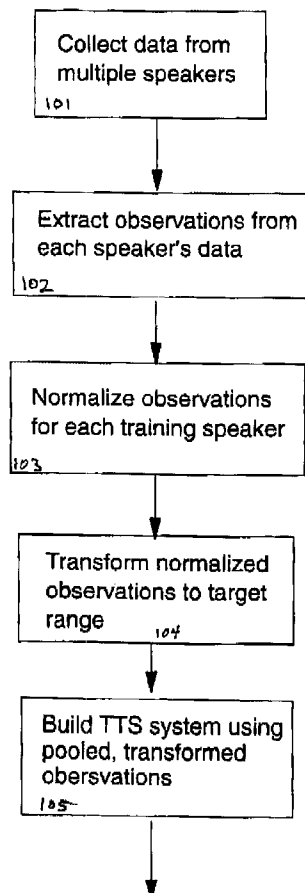 Collect data from
multiple speakers
101
Extract observations from
each speaker's data
102
Normalize observations
for each training speaker
103
Transform normalized
observations to target
range
104
Build TTS system using
pooled, transformed
obersvations
105